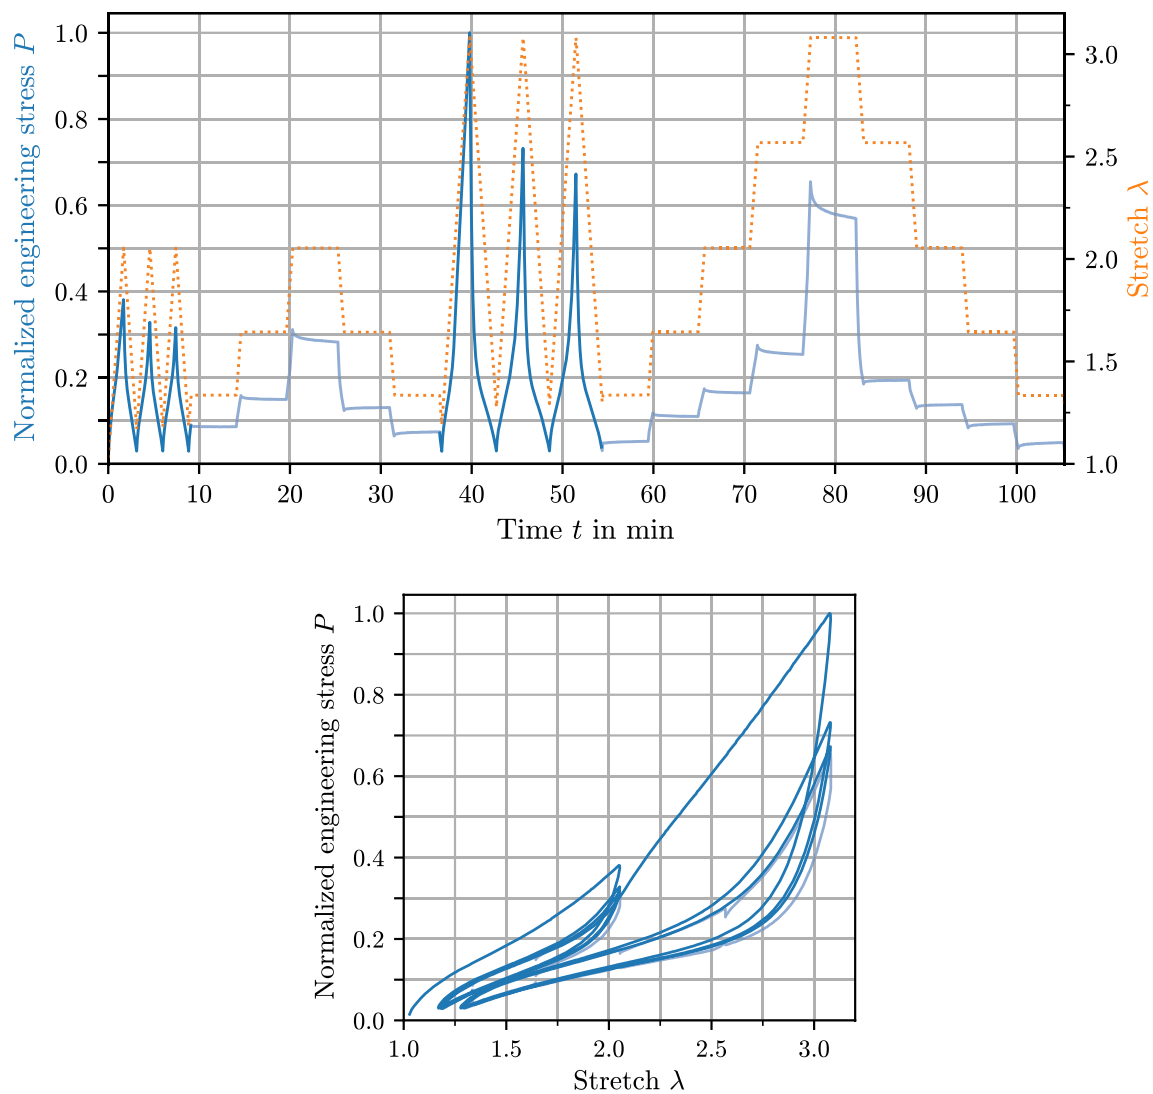 Normalized engineering stress P
1.0
0.8
0.6
0.4
0.2
0.0
3.0
2.5
2.0
1.5
1.0
Stretch λ
0 10 20 30 40 50 60 70 80 90 100
Time t in min
Normalized engineering stress P
1.0
0.8
0.6
0.4
0.2
0.0
1.0 1.5 2.0 2.5 3.0
Stretch λ